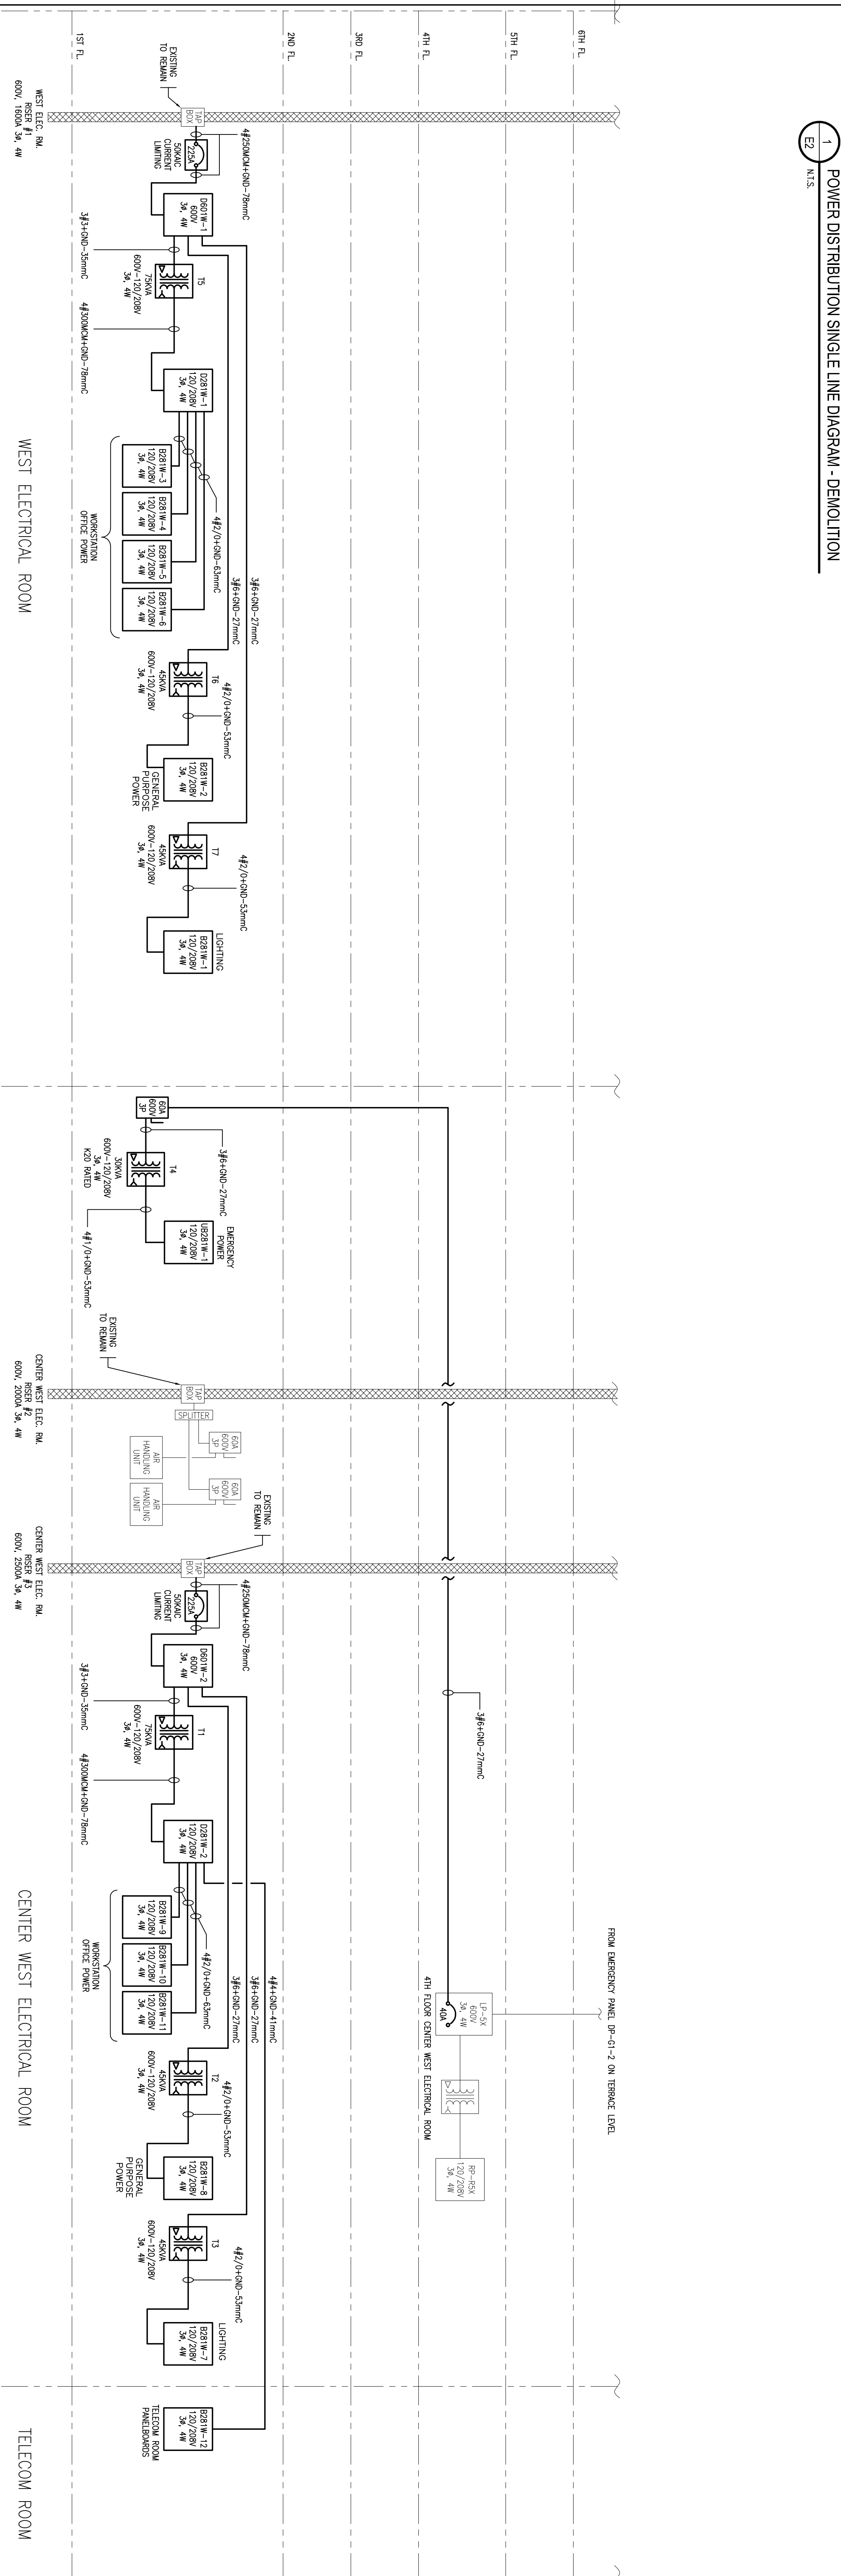 1
E2
POWER DISTRIBUTION SINGLE LINE DIAGRAM - DEMOLITION
N.T.S.
6TH FL.
5TH FL.
4TH FL.
3RD FL.
2ND FL.
1ST FL.
EXISTING
TO REMAIN
TAP
BOX
WEST ELEC. RM.
RISER #1
600V, 1600A 3ø, 4W
4#250MCM+GND-78mmC
225A
50KAIC
CURRENT
LIMITING
D601W-1
600V
3ø, 4W
3#3+GND-35mmC
T5
75KVA
600V-120/208V
3ø, 4W
4#300MCM+GND-78mmC
D281W-1
120/208V
3ø, 4W
B281W-3
120/208V
3ø, 4W
B281W-4
120/208V
3ø, 4W
B281W-5
120/208V
3ø, 4W
B281W-6
120/208V
3ø, 4W
WORKSTATION
OFFICE POWER
4#2/0+GND-63mmC
3#6+GND-27mmC
3#6+GND-27mmC
T6
45KVA
600V-120/208V
3ø, 4W
4#2/0+GND-53mmC
B281W-2
120/208V
3ø, 4W
GENERAL
PURPOSE
POWER
T7
45KVA
600V-120/208V
3ø, 4W
4#2/0+GND-53mmC
LIGHTING
B281W-1
120/208V
3ø, 4W
WEST ELECTRICAL ROOM
60A
600V
3P
3#6+GND-27mmC
T4
30KVA
600V-120/208V
3ø, 4W
K20 RATED
4#1/0+GND-53mmC
EMERGENCY
POWER
UB281W-1
120/208V
3ø, 4W
EXISTING
TO REMAIN
TAP
BOX
CENTER WEST ELEC. RM.
RISER #2
600V, 2000A 3ø, 4W
SPLITTER
60A
600V
3P
AIR
HANDLING
UNIT
60A
600V
3P
AIR
HANDLING
UNIT
EXISTING
TO REMAIN
TAP
BOX
CENTER WEST ELEC. RM.
RISER #3
600V, 2500A 3ø, 4W
4#250MCM+GND-78mmC
225A
50KAIC
CURRENT
LIMITING
D601W-2
600V
3ø, 4W
3#3+GND-35mmC
T1
75KVA
600V-120/208V
3ø, 4W
4#300MCM+GND-78mmC
D281W-2
120/208V
3ø, 4W
B281W-9
120/208V
3ø, 4W
B281W-10
120/208V
3ø, 4W
B281W-11
120/208V
3ø, 4W
WORKSTATION
OFFICE POWER
4#2/0+GND-63mmC
3#6+GND-27mmC
3#6+GND-27mmC
4#4+GND-41mmC
T2
45KVA
600V-120/208V
3ø, 4W
4#2/0+GND-53mmC
B281W-8
120/208V
3ø, 4W
GENERAL
PURPOSE
POWER
T3
45KVA
600V-120/208V
3ø, 4W
4#2/0+GND-53mmC
LIGHTING
B281W-7
120/208V
3ø, 4W
CENTER WEST ELECTRICAL ROOM
3#6+GND-27mmC
FROM EMERGENCY PANEL DP-G1-2 ON TERRACE LEVEL
LP-5X
600V
3ø, 4W
40A
RP-R5X
120/208V
3ø, 4W
4TH FLOOR CENTER WEST ELECTRICAL ROOM
B281W-12
120/208V
3ø, 4W
TELECOM ROOM
PANELBOARDS
TELECOM ROOM